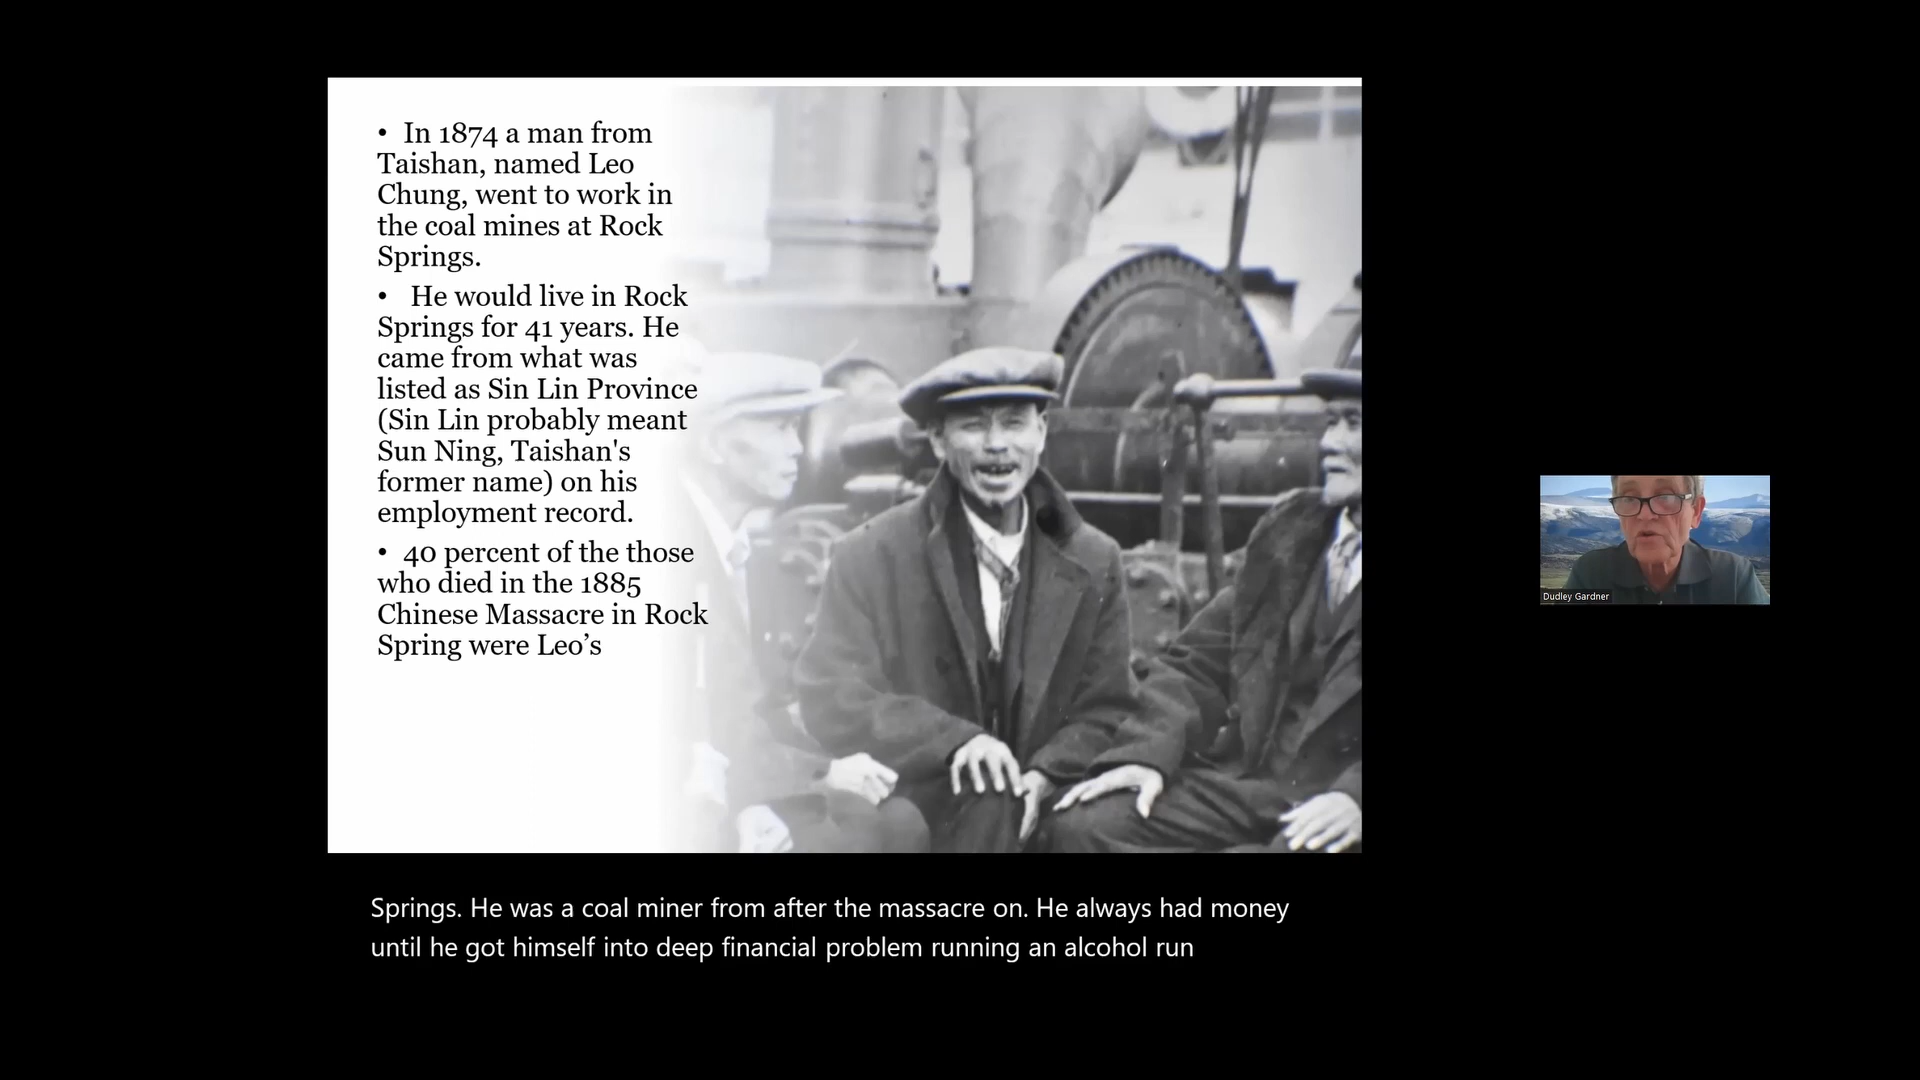 • In 1874 a man from
Taishan, named Leo
Chung, went to work in
the coal mines at Rock
Springs.
• He would live in Rock
Springs for 41 years. He
came from what was
listed as Sin Lin Province
(Sin Lin probably meant
Sun Ning, Taishan's
former name) on his
employment record.
• 40 percent of the those
who died in the 1885
Chinese Massacre in Rock
Spring were Leo’s
Dudley Gardner
Springs. He was a coal miner from after the massacre on. He always had money
until he got himself into deep financial problem running an alcohol run